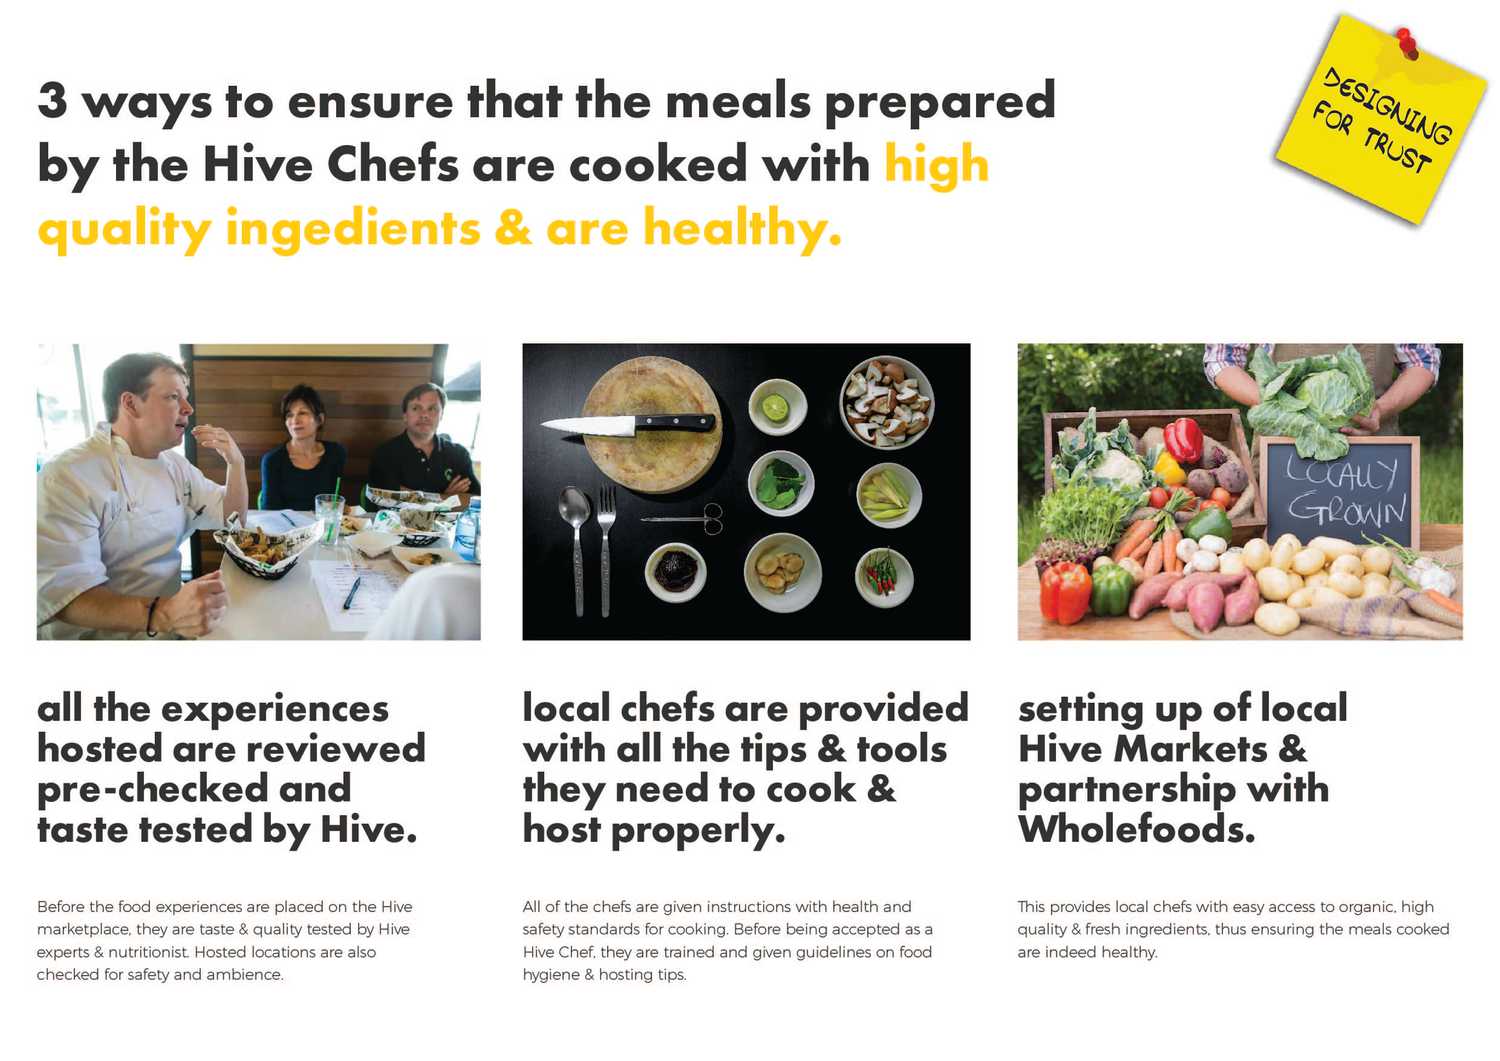 3 ways to ensure that the meals prepared
by the Hive Chefs are cooked with high
quality ingedients & are healthy.
DESIGNING
FOR TRUST
LOCALLY
GROWN
all the experiences
hosted are reviewed
pre-checked and
taste tested by Hive.
local chefs are provided
with all the tips & tools
they need to cook &
host properly.
setting up of local
Hive Markets &
partnership with
Wholefoods.
Before the food experiences are placed on the Hive
marketplace, they are taste & quality tested by Hive
experts & nutritionist. Hosted locations are also
checked for safety and ambience.
All of the chefs are given instructions with health and
safety standards for cooking. Before being accepted as a
Hive Chef, they are trained and given guidelines on food
hygiene & hosting tips.
This provides local chefs with easy access to organic, high
quality & fresh ingredients, thus ensuring the meals cooked
are indeed healthy.